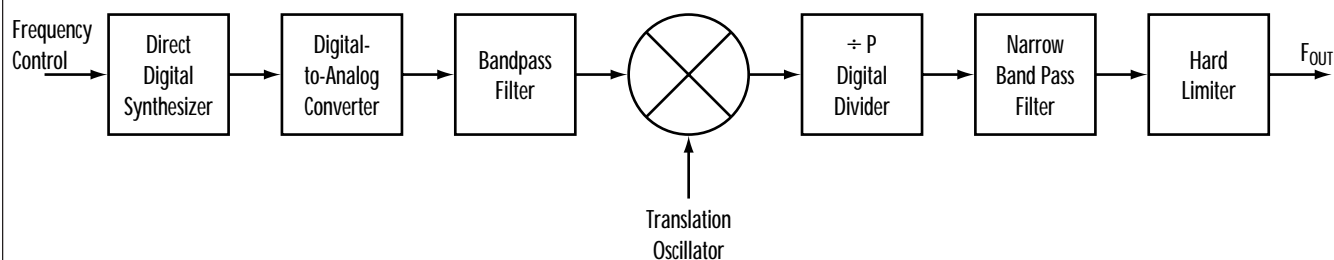 Frequency
Control
Direct
Digital
Synthesizer
Digital-
to-Analog
Converter
Bandpass
Filter
Translation
Oscillator
÷ P
Digital
Divider
Narrow
Band Pass
Filter
Hard
Limiter
FOUT